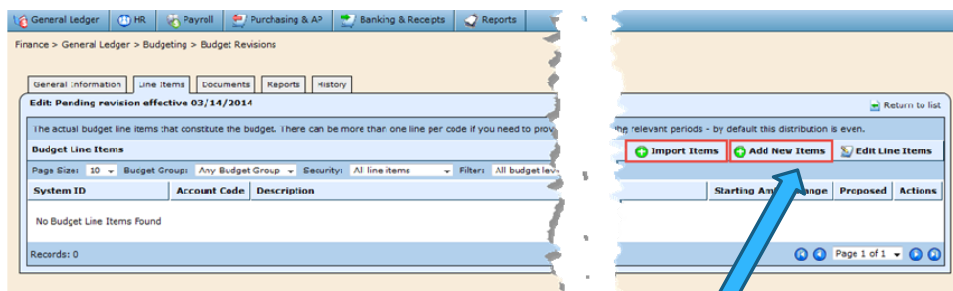 General Ledger HR Payroll Purchasing & AP Banking & Receipts Reports
Finance > General Ledger > Budgeting > Budget Revisions
General Information Line Items Documents Reports History
Edit: Pending revision effective 03/14/2014 Return to list
The actual budget line items that constitute the budget. There can be more than one line per code if you need to prov the relevant periods - by default this distribution is even.
Budget Line Items Import Items Add New Items Edit Line Items
Page Size: 10 Budget Group: Any Budget Group Security: All line items Filter: All budget lev
System ID Account Code Description Starting Am ange Proposed Actions
No Budget Line Items Found
Records: 0 Page 1 of 1